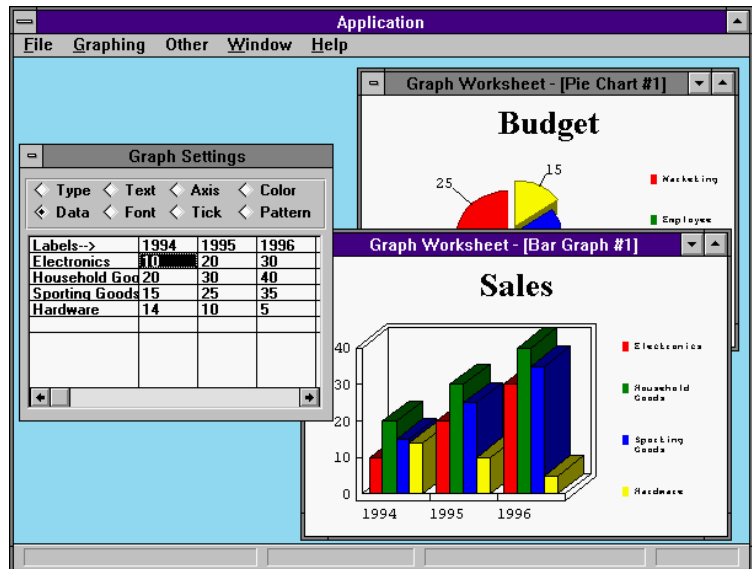 Application
File Graphing Other Window Help
Graph Worksheet - [Pie Chart #1]
Budget
25
15
Marketing
Employee
Graph Settings
Type Text Axis Color
Data Font Tick Pattern
Labels--> 1994 1995 1996
Electronics 10 20 30
Household Goo 20 30 40
Sporting Goods 15 25 35
Hardware 14 10 5
Graph Worksheet - [Bar Graph #1]
Sales
40
30
20
10
0
1994 1995 1996
Electronics
Household
Goods
Sporting
Goods
Hardware